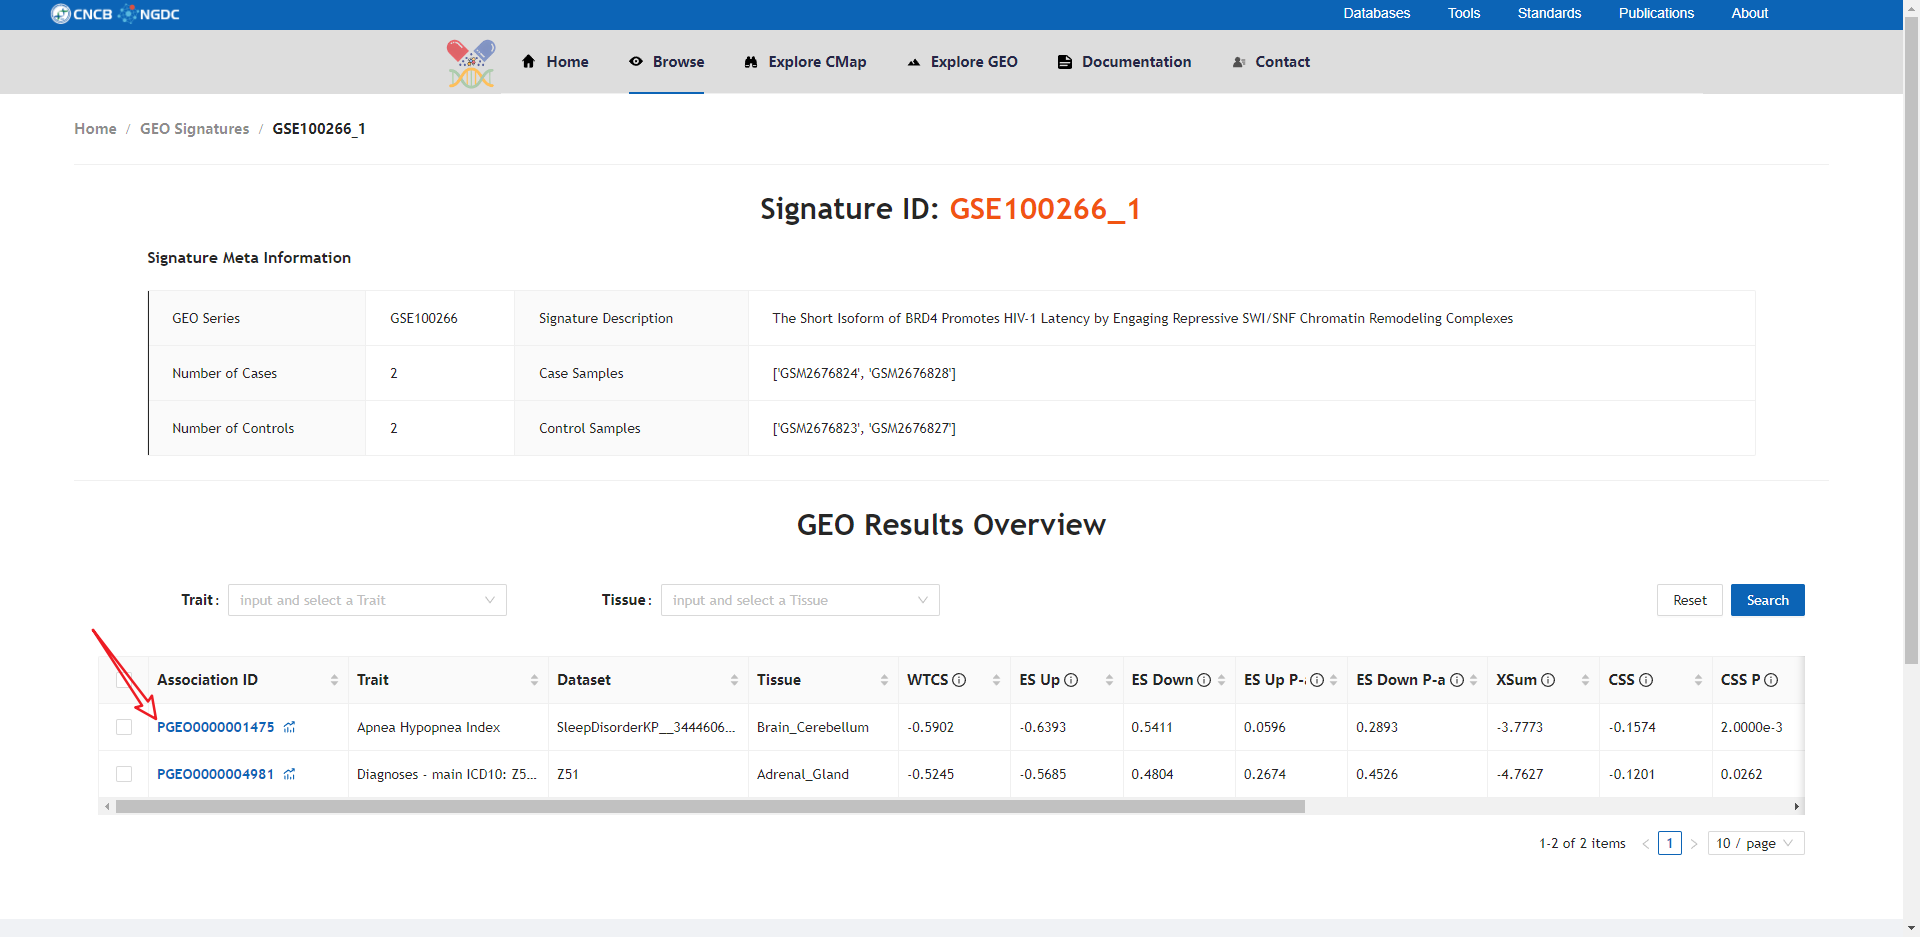 CNCB NGDC Databases Tools Standards Publications About
Home Browse Explore CMap Explore GEO Documentation Contact
Home / GEO Signatures / GSE100266_1
Signature ID: GSE100266_1
Signature Meta Information
GEO Series GSE100266 Signature Description The Short Isoform of BRD4 Promotes HIV-1 Latency by Engaging Repressive SWI/SNF Chromatin Remodeling Complexes
Number of Cases 2 Case Samples ['GSM2676824', 'GSM2676828']
Number of Controls 2 Control Samples ['GSM2676823', 'GSM2676827']
GEO Results Overview
Trait : input and select a Trait Tissue : input and select a Tissue Reset Search
Association ID Trait Dataset Tissue WTCS ES Up ES Down ES Up P-a ES Down P-a XSum CSS CSS P
PGEO0000001475 Apnea Hypopnea Index SleepDisorderKP__3444606... Brain_Cerebellum -0.5902 -0.6393 0.5411 0.0596 0.2893 -3.7773 -0.1574 2.0000e-3
PGEO0000004981 Diagnoses - main ICD10: Z5... Z51 Adrenal_Gland -0.5245 -0.5685 0.4804 0.2674 0.4526 -4.7627 -0.1201 0.0262
1-2 of 2 items < 1 > 10 / page